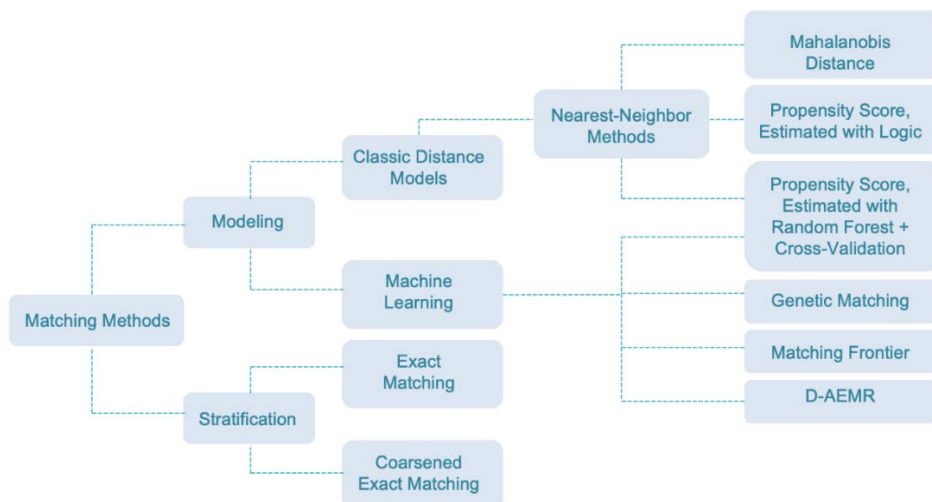 Mahalanobis
Distance
Nearest-Neighbor
Methods
Propensity Score,
Estimated with Logic
Classic Distance
Models
Propensity Score,
Estimated with
Random Forest +
Cross-Validation
Modeling
Machine
Learning
Genetic Matching
Matching Methods
Matching Frontier
Exact
Matching
D-AEMR
Stratification
Coarsened
Exact Matching